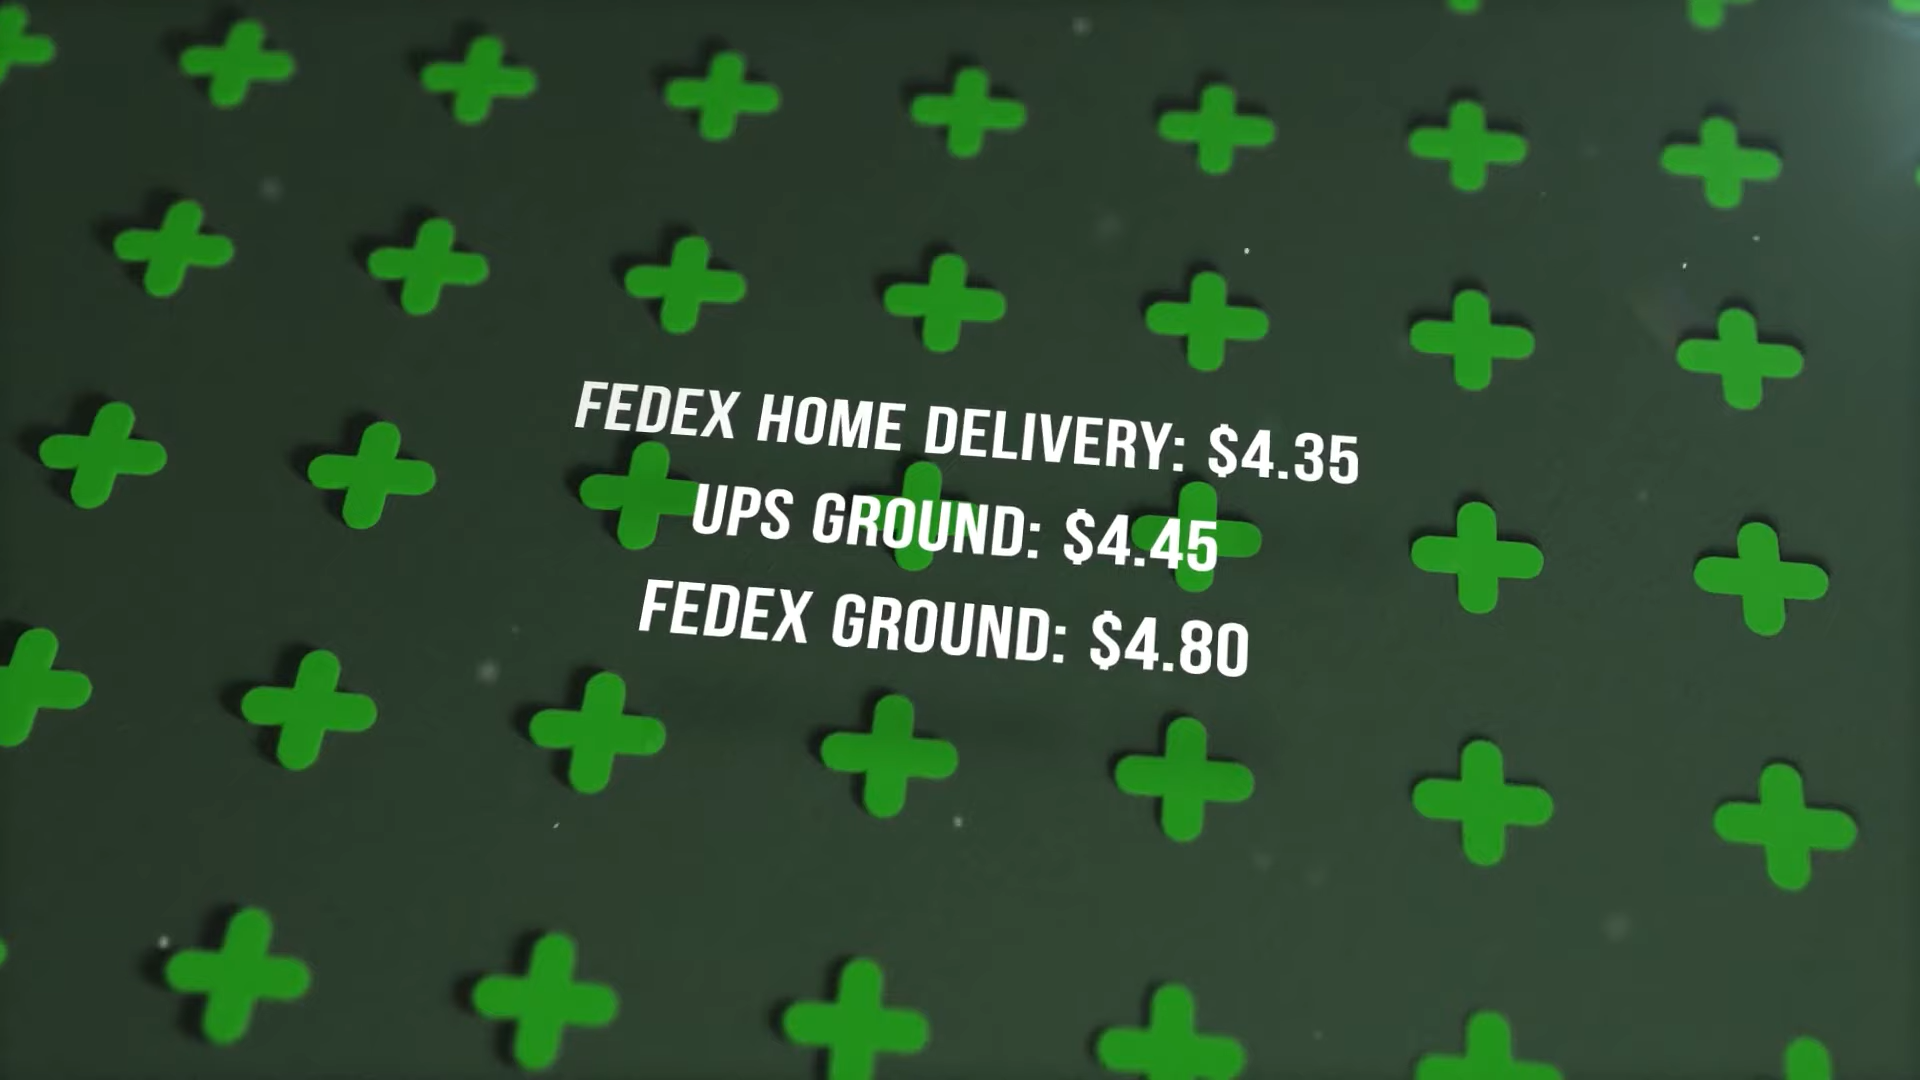 FEDEX HOME DELIVERY: $4.35
UPS GROUND: $4.45
FEDEX GROUND: $4.80